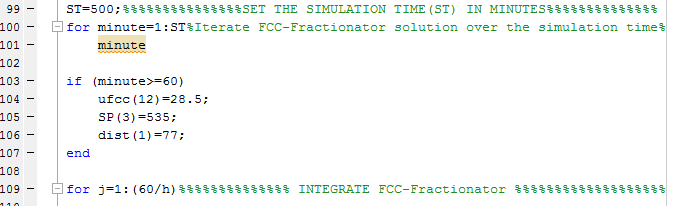 99 - ST=500;%%%%%%%%%%%%%%%SET THE SIMULATION TIME(ST) IN MINUTES%%%%%%%%%%%%%%
100 - for minute=1:ST%Iterate FCC-Fractionator solution over the simulation time%
101 - minute
102
103 - if (minute>=60)
104 - ufcc(12)=28.5;
105 - SP(3)=535;
106 - dist(1)=77;
107 - end
108
109 - for j=1:(60/h)%%%%%%%%%%%%%% INTEGRATE FCC-Fractionator %%%%%%%%%%%%%%%%%%%